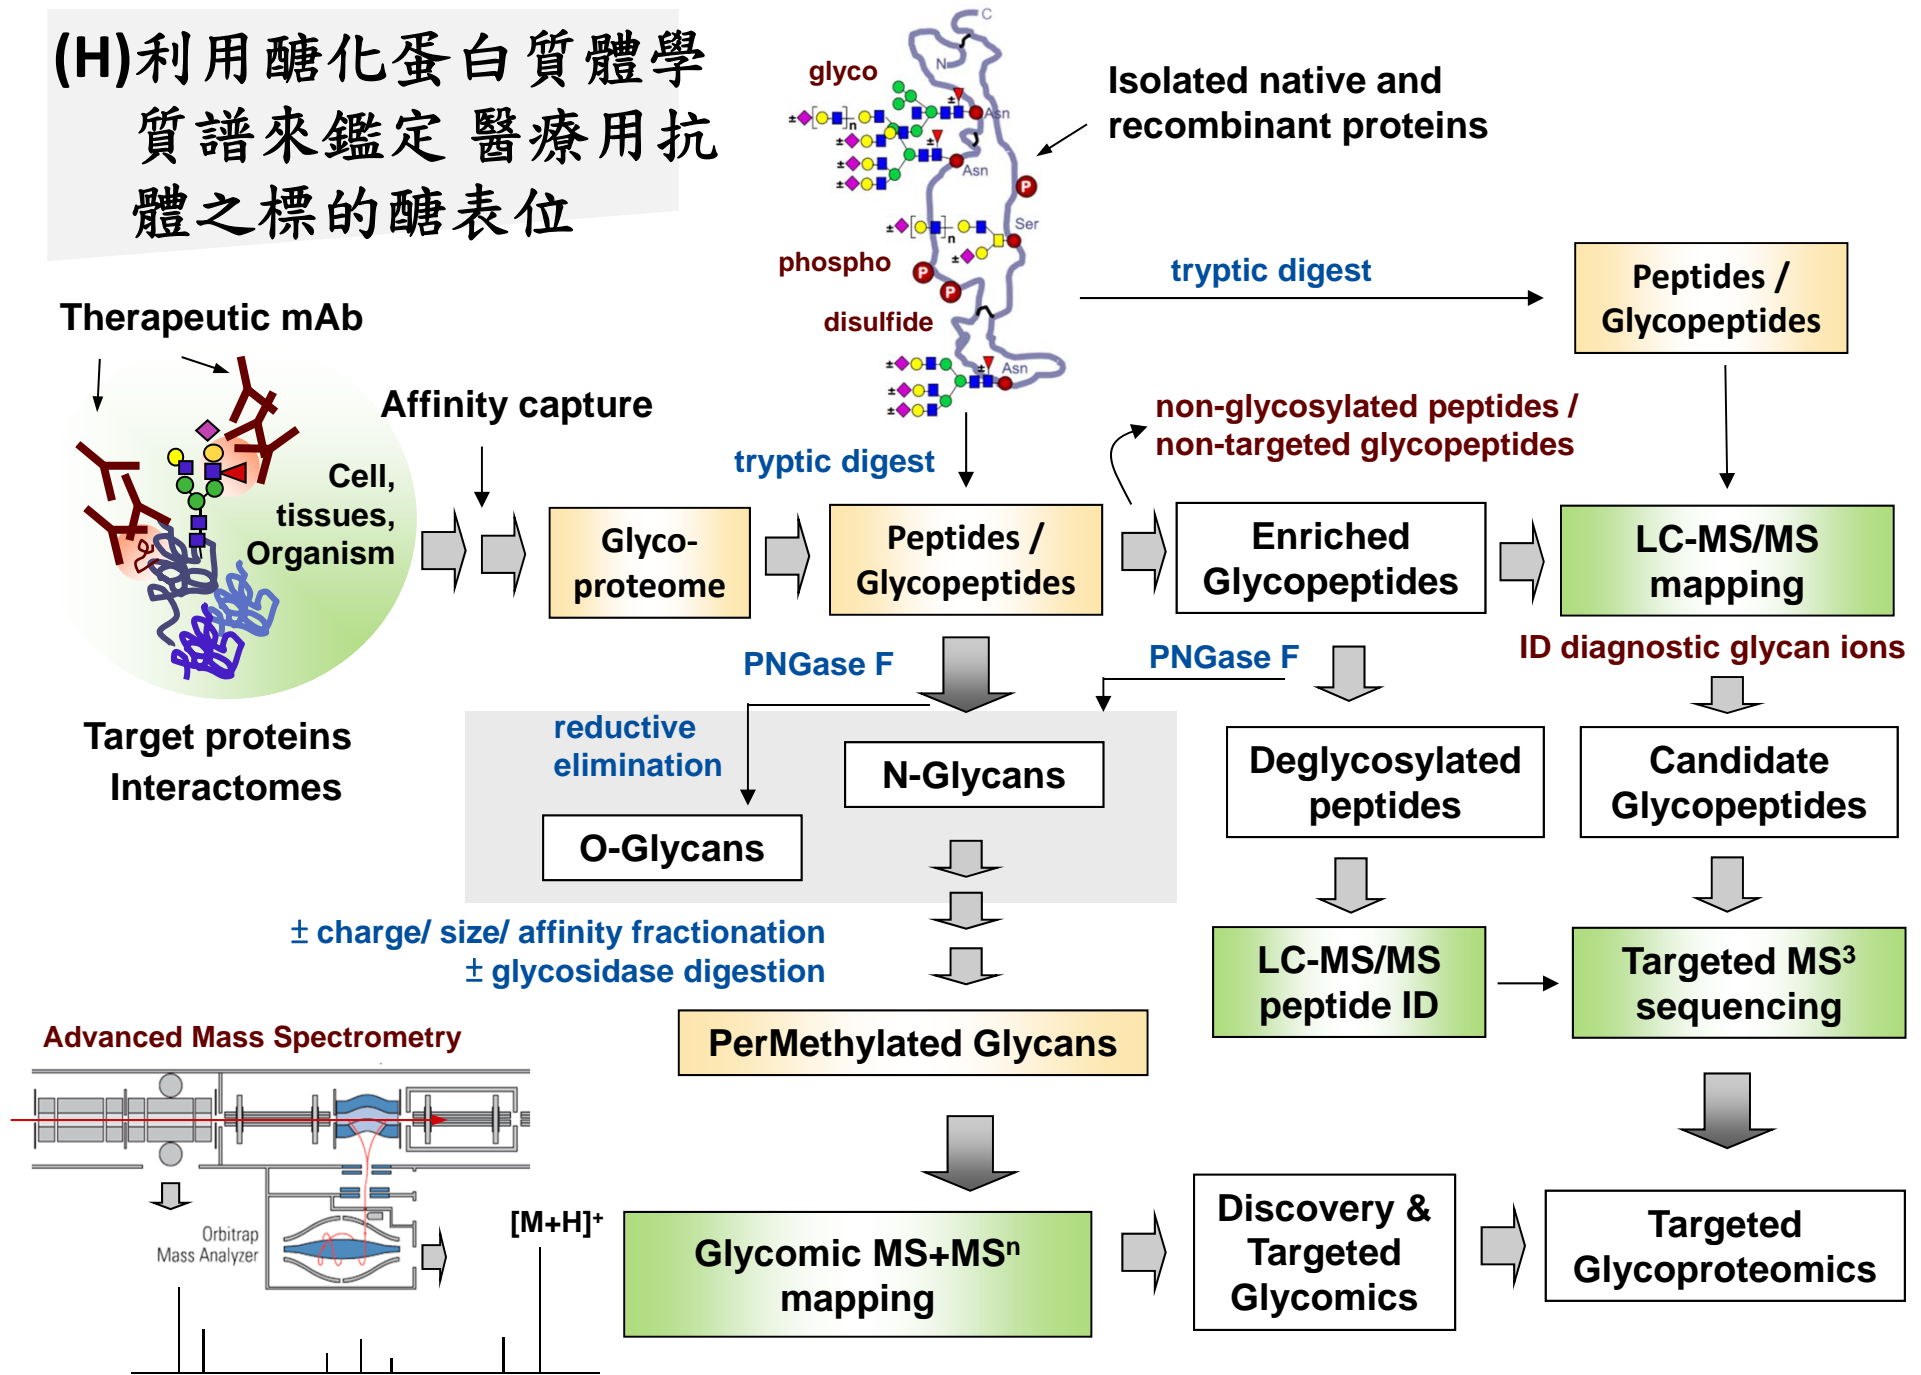 (H)利用醣化蛋白質體學
質譜來鑑定 醫療用抗
體之標的醣表位
C
N
glyco
Isolated native and
recombinant proteins
±
n
Asn
±
±
±
±
±
Asn
P
±
n
Ser
±
phospho
P
P
tryptic digest
Peptides /
Glycopeptides
disulfide
Therapeutic mAb
±
±
±
±
Asn
Affinity capture
non-glycosylated peptides /
non-targeted glycopeptides
tryptic digest
Cell,
tissues,
Organism
Glyco-
proteome
Peptides /
Glycopeptides
Enriched
Glycopeptides
LC-MS/MS
mapping
ID diagnostic glycan ions
PNGase F
PNGase F
Target proteins
Interactomes
reductive
elimination
N-Glycans
O-Glycans
Deglycosylated
peptides
Candidate
Glycopeptides
± charge/ size/ affinity fractionation
± glycosidase digestion
LC-MS/MS
peptide ID
Targeted MS³
sequencing
PerMethylated Glycans
Advanced Mass Spectrometry
Orbitrap
Mass Analyzer
[M+H]⁺
Glycomic MS+MSⁿ
mapping
Discovery &
Targeted
Glycomics
Targeted
Glycoproteomics